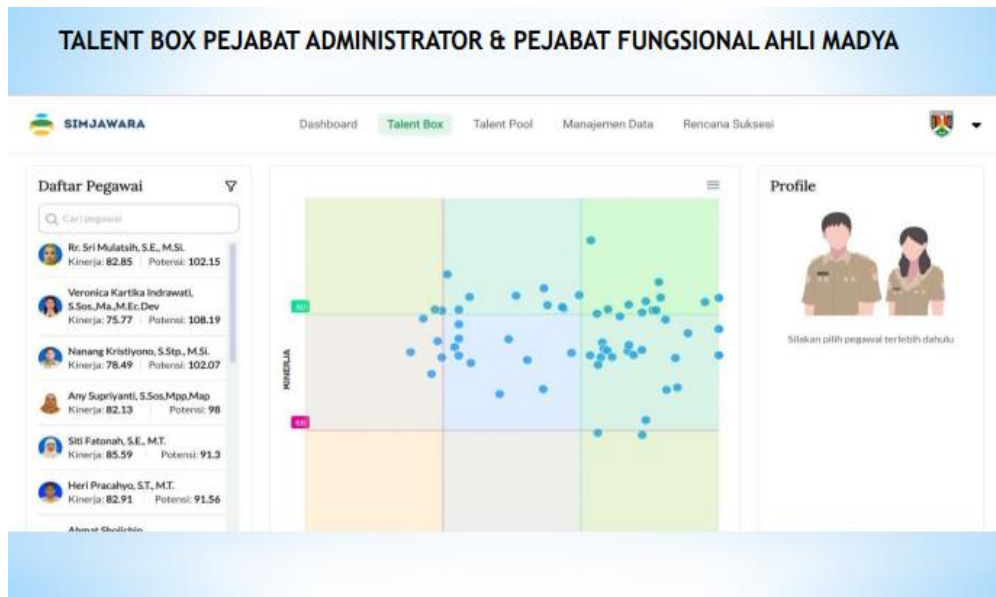 TALENT BOX PEJABAT ADMINISTRATOR & PEJABAT FUNGSIONAL AHLI MADYA
SIMJAWARA
Dashboard
Talent Box
Talent Pool
Manajemen Data
Rencana Suksesi
Daftar Pegawai
Cari pegawai
Rr. Sri Mulatsih, S.E., M.Si.
Kinerja: 82.85 Potensi: 102.15
Veronica Kartika Indrawati,
S.Sos.,Ma.,M.Ec.Dev
Kinerja: 75.77 Potensi: 108.19
Nanang Kristiyono, S.Stp., M.Si.
Kinerja: 78.49 Potensi: 102.07
Any Supriyanti, S.Sos,Mpp,Map
Kinerja: 82.13 Potensi: 98
Siti Fatonah, S.E., M.T.
Kinerja: 85.59 Potensi: 91.3
Heri Pracahyo, S.T., M.T.
Kinerja: 82.91 Potensi: 91.56
KINERJA
Profile
Silakan pilih pegawai terlebih dahulu